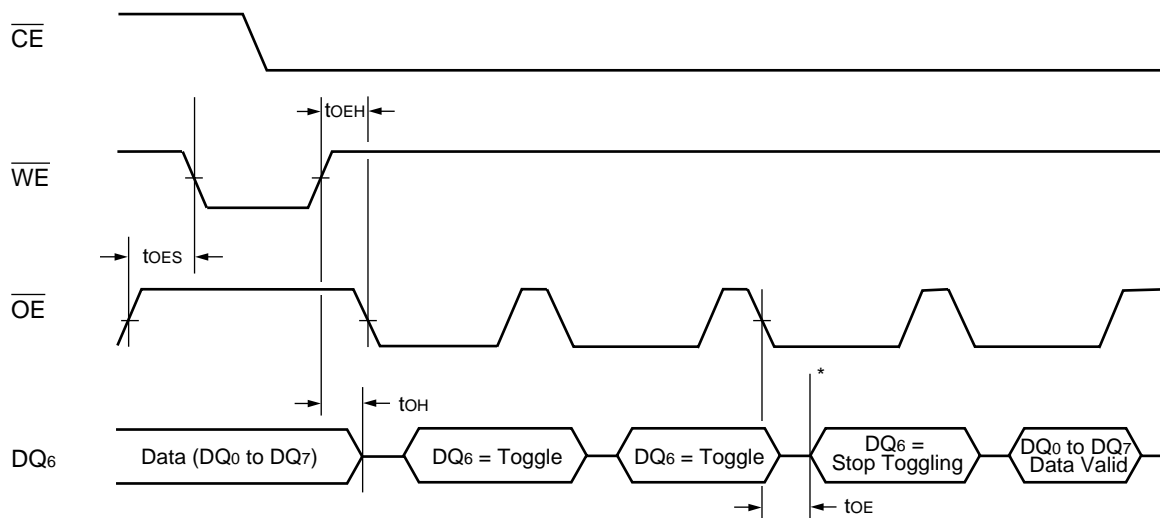 CE
tOEH
WE
tOES
OE
*
tOH
DQ6
Data (DQ0 to DQ7)
DQ6 = Toggle
DQ6 = Toggle
DQ6 =
Stop Toggling
DQ0 to DQ7
Data Valid
tOE